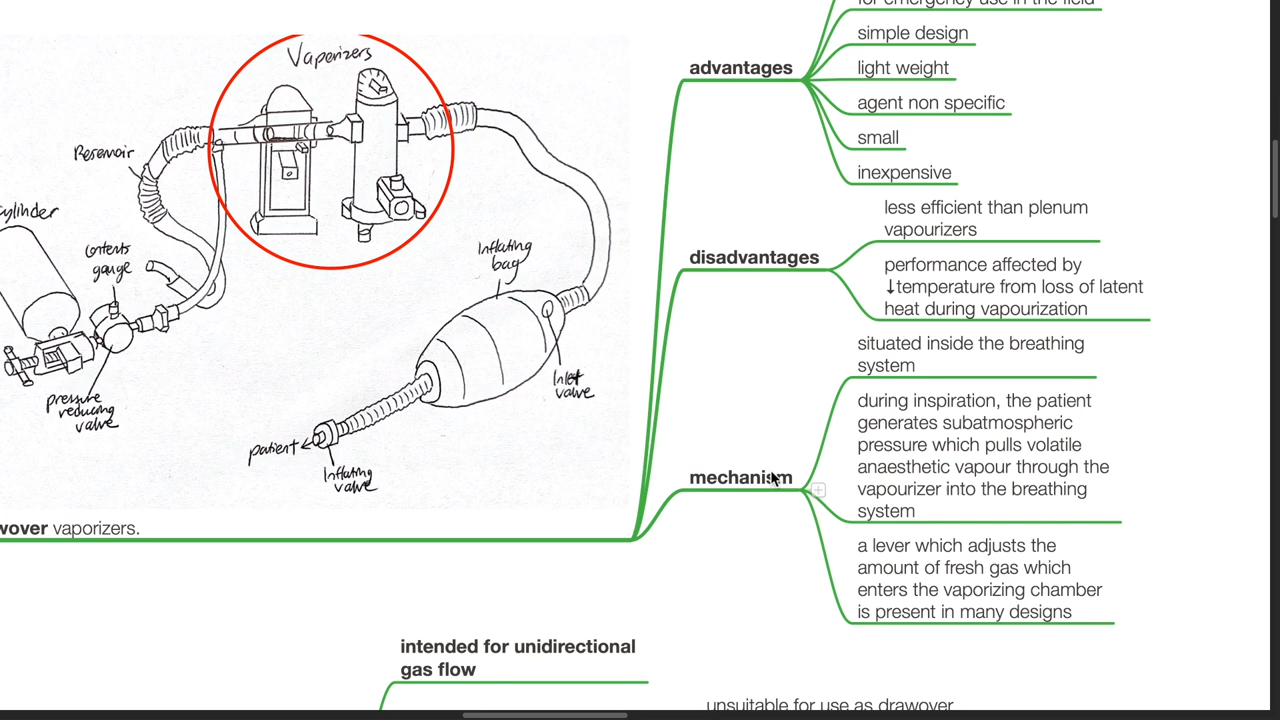 Vaporizers
Reservoir
cylinder
contents
gauge
pressure
reducing
valve
Inflating
bag
Inlet
valve
patient
Inflating
valve
wover vaporizers.
for emergency use in the field
simple design
advantages
light weight
agent non specific
small
inexpensive
less efficient than plenum
vapourizers
disadvantages
performance affected by
↓temperature from loss of latent
heat during vapourization
situated inside the breathing
system
during inspiration, the patient
generates subatmospheric
pressure which pulls volatile
anaesthetic vapour through the
vapourizer into the breathing
system
mechanism
a lever which adjusts the
amount of fresh gas which
enters the vaporizing chamber
is present in many designs
intended for unidirectional
gas flow
unsuitable for use as drawover